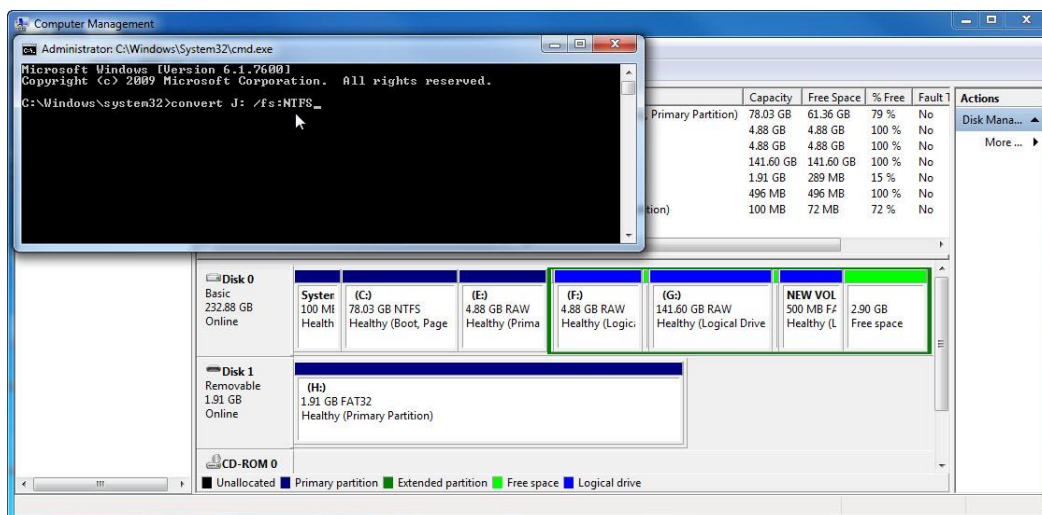 Computer Management
Administrator: C:\Windows\System32\cmd.exe
Microsoft Windows [Version 6.1.7600]
Copyright (c) 2009 Microsoft Corporation.  All rights reserved.
C:\Windows\system32>convert J: /fs:NTFS_
Capacity Free Space % Free Fault T Actions
, Primary Partition) 78.03 GB 61.36 GB 79 % No Disk Mana...
4.88 GB 4.88 GB 100 % No
4.88 GB 4.88 GB 100 % No More ...
141.60 GB 141.60 GB 100 % No
1.91 GB 289 MB 15 % No
496 MB 496 MB 100 % No
tion) 100 MB 72 MB 72 % No
Disk 0
Basic
232.88 GB
Online
System
100 ME
Health
(C:)
78.03 GB NTFS
Healthy (Boot, Page
(E:)
4.88 GB RAW
Healthy (Prima
(F:)
4.88 GB RAW
Healthy (Logic
(G:)
141.60 GB RAW
Healthy (Logical Drive
NEW VOL
500 MB FA
Healthy (L
2.90 GB
Free space
Disk 1
Removable
1.91 GB
Online
(H:)
1.91 GB FAT32
Healthy (Primary Partition)
CD-ROM 0
Unallocated Primary partition Extended partition Free space Logical drive